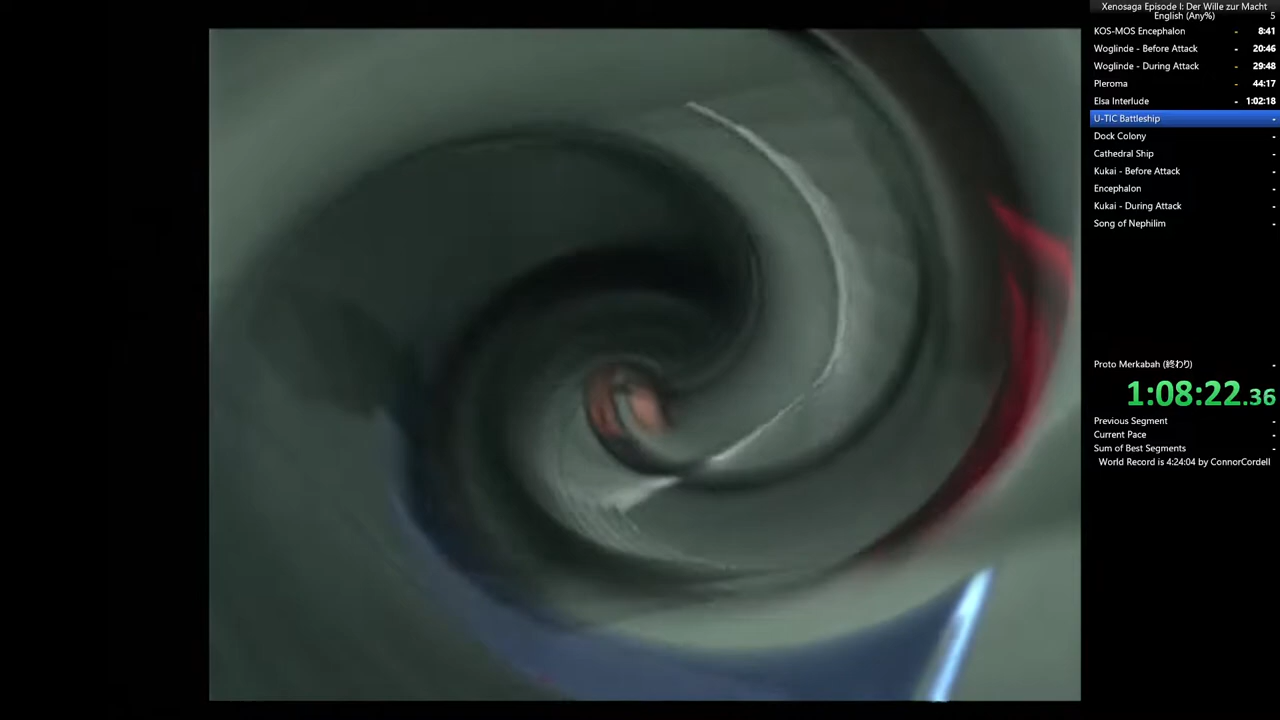 Xenosaga Episode I: Der Wille zur Macht
English (Any%) 5
KOS-MOS Encephalon - 8:41
Woglinde - Before Attack - 20:46
Woglinde - During Attack - 29:48
Pleroma - 44:17
Elsa Interlude - 1:02:18
U-TIC Battleship -
Dock Colony -
Cathedral Ship -
Kukai - Before Attack -
Encephalon -
Kukai - During Attack -
Song of Nephilim -
Proto Merkabah (終わり) -
1:08:22.36
Previous Segment -
Current Pace -
Sum of Best Segments -
World Record is 4:24:04 by ConnorCordell